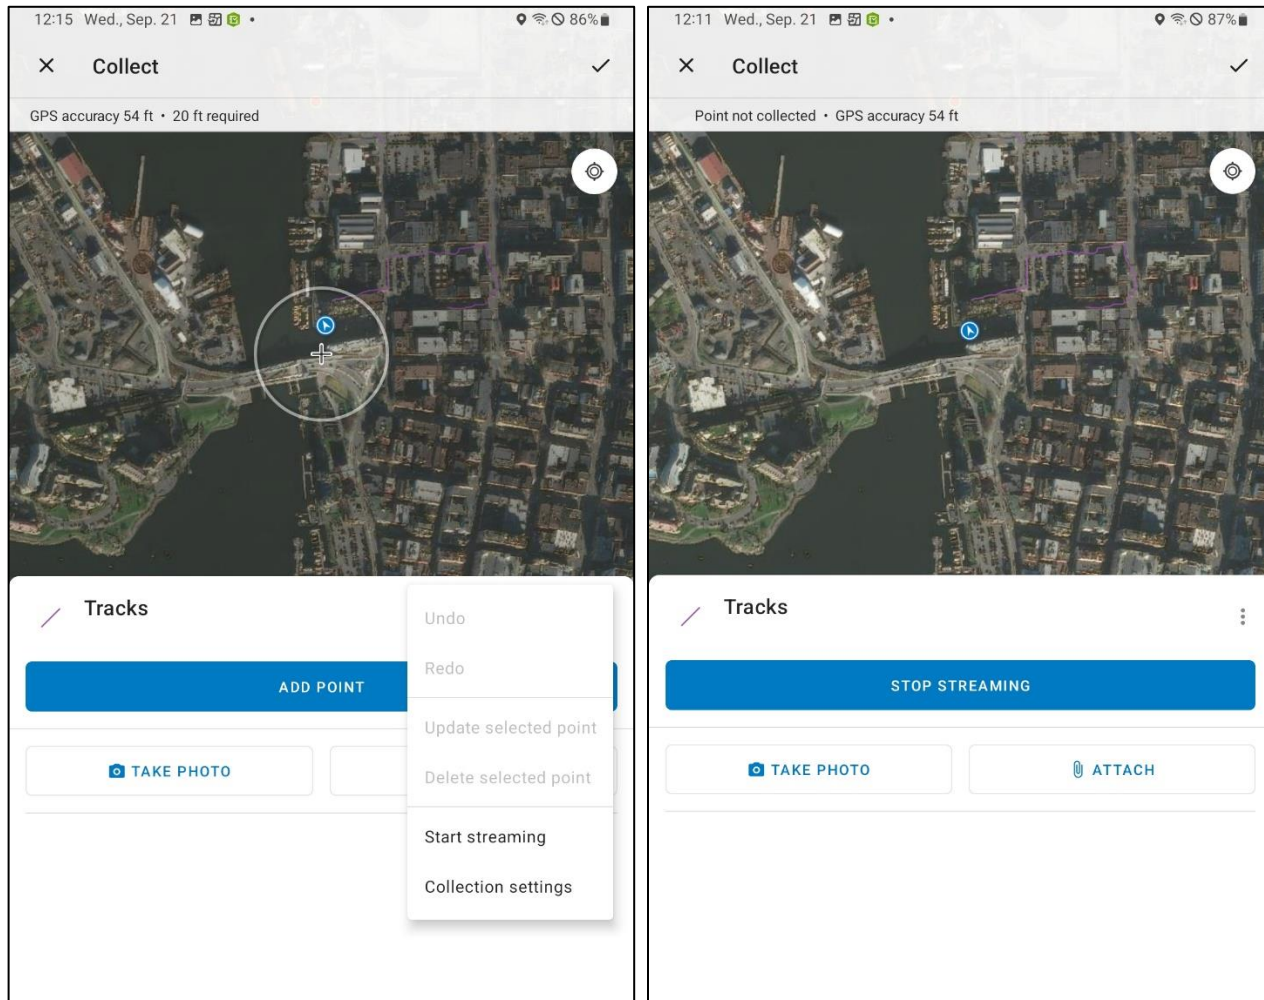 12:15 Wed., Sep. 21 86%
Collect
GPS accuracy 54 ft • 20 ft required
Tracks
Undo
Redo
ADD POINT
Update selected point
TAKE PHOTO
Delete selected point
Start streaming
Collection settings
12:11 Wed., Sep. 21 87%
Collect
Point not collected • GPS accuracy 54 ft
Tracks
STOP STREAMING
TAKE PHOTO
ATTACH